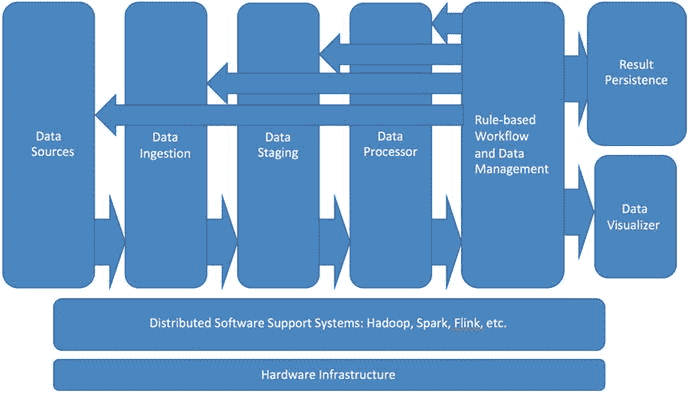 Data
Sources
Data
Ingestion
Data
Staging
Data
Processor
Rule-based
Workflow
and Data
Management
Result
Persistence
Data
Visualizer
Distributed Software Support Systems: Hadoop, Spark, Flink, etc.
Hardware Infrastructure